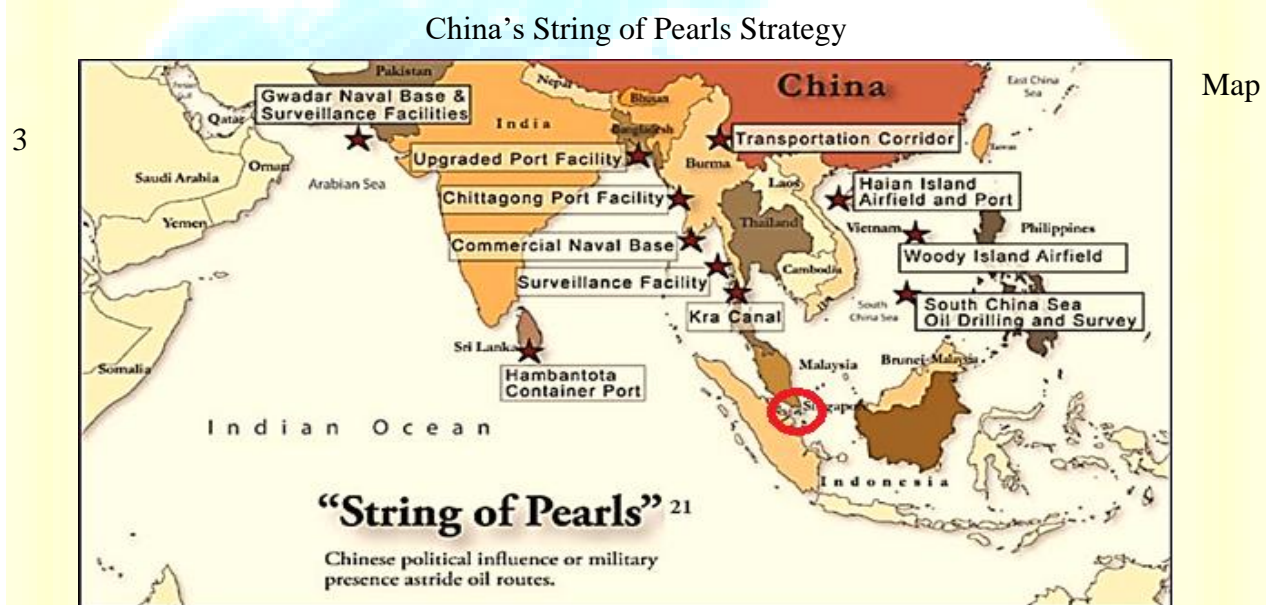 China's String of Pearls Strategy
Map
3
Pakistan
Nepal
China
East China
Sea
Gwadar Naval Base &
Surveillance Facilities
Bhutan
Qatar
India
Bangladesh
Transportation Corridor
Taiwan
Upgraded Port Facility
Burma
Oman
Saudi Arabia
Arabian Sea
Laos
Haian Island
Airfield and Port
Chittagong Port Facility
Yemen
Thailand
Vietnam
Philippines
Commercial Naval Base
Woody Island Airfield
Cambodia
Surveillance Facility
South
China Sea
South China Sea
Oil Drilling and Survey
Kra Canal
Sri Lanka
Malaysia
Brunei
Malaysia
Somalia
Hambantota
Container Port
Singapore
Indian Ocean
Indonesia
"String of Pearls" 21
Chinese political influence or military
presence astride oil routes.